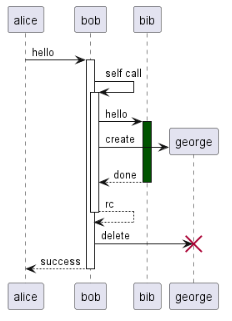 alice bob bib
hello
self call
hello
create
george
done
rc
delete
success
alice bob bib george